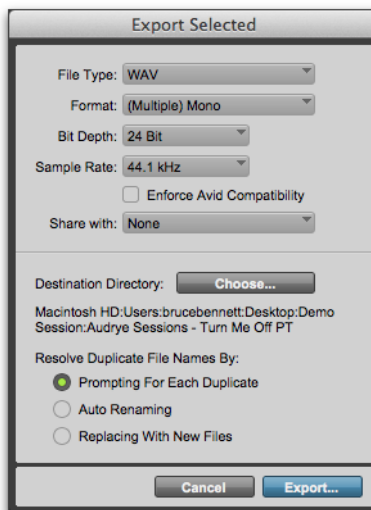 Export Selected
File Type: WAV
Format: (Multiple) Mono
Bit Depth: 24 Bit
Sample Rate: 44.1 kHz
Enforce Avid Compatibility
Share with: None
Destination Directory: Choose...
Macintosh HD:Users:brucebennett:Desktop:Demo
Session:Audrye Sessions - Turn Me Off PT
Resolve Duplicate File Names By:
Prompting For Each Duplicate
Auto Renaming
Replacing With New Files
Cancel Export...